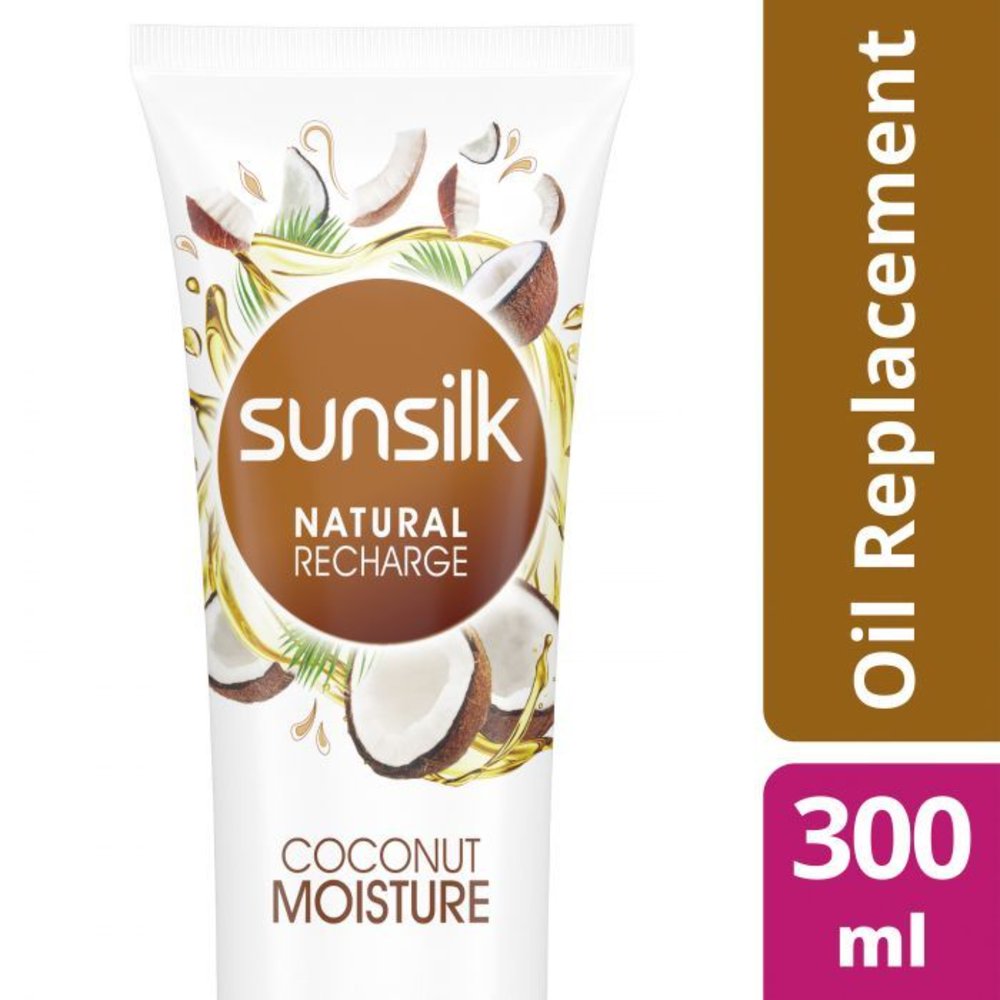 sunsilk
NATURAL
RECHARGE
COCONUT
MOISTURE
Oil Replacement
300
ml